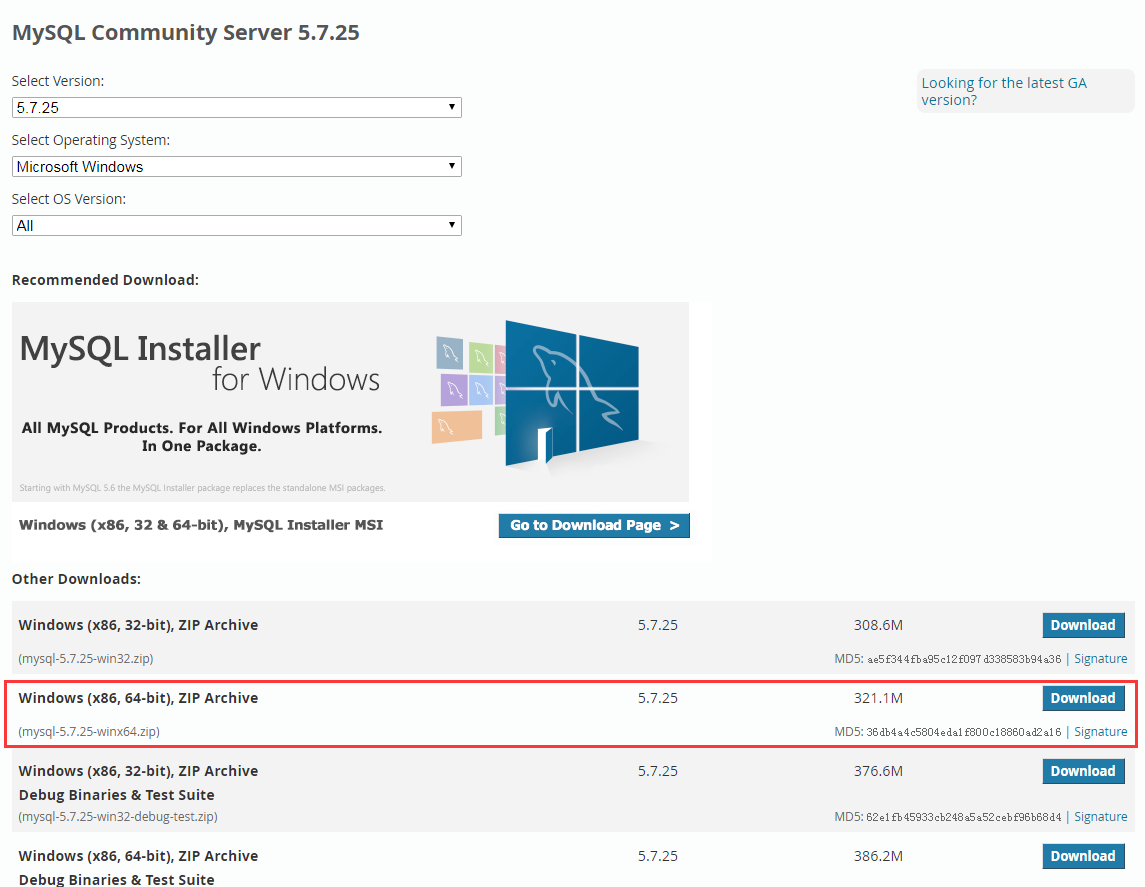 MySQL Community Server 5.7.25
Select Version:
Looking for the latest GA
version?
5.7.25
Select Operating System:
Microsoft Windows
Select OS Version:
All
Recommended Download:
MySQL Installer
for Windows
All MySQL Products. For All Windows Platforms.
In One Package.
Starting with MySQL 5.6 the MySQL Installer package replaces the standalone MSI packages.
Windows (x86, 32 & 64-bit), MySQL Installer MSI Go to Download Page >
Other Downloads:
Windows (x86, 32-bit), ZIP Archive 5.7.25 308.6M Download
(mysql-5.7.25-win32.zip) MD5: ae5f344fba95c12f097d338583b94a36 | Signature
Windows (x86, 64-bit), ZIP Archive 5.7.25 321.1M Download
(mysql-5.7.25-winx64.zip) MD5: 36db4a4c5804eda1f800c18860ad2a16 | Signature
Windows (x86, 32-bit), ZIP Archive 5.7.25 376.6M Download
Debug Binaries & Test Suite
(mysql-5.7.25-win32-debug-test.zip) MD5: 62e1fb45933cb248a5a52cebf96b68d4 | Signature
Windows (x86, 64-bit), ZIP Archive 5.7.25 386.2M Download
Debug Binaries & Test Suite